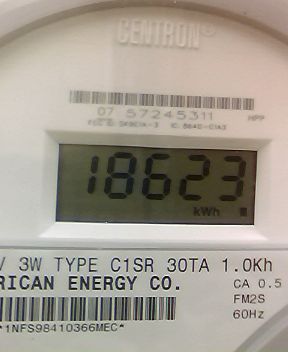 CENTRON®
07 57245311 HPP
18623
kWh
V 3W TYPE C1SR 30TA 1.0Kh
RICAN ENERGY CO. CA 0.5
FM2S
60Hz
*1NFS98410366MEC*